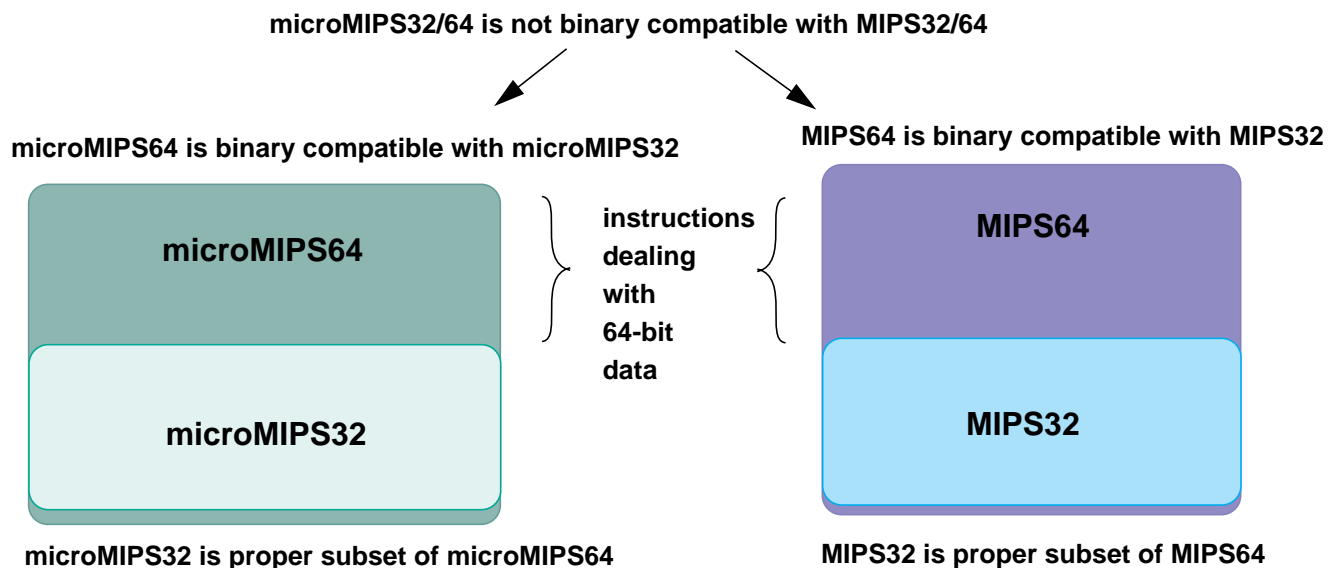 microMIPS32/64 is not binary compatible with MIPS32/64
microMIPS64 is binary compatible with microMIPS32
MIPS64 is binary compatible with MIPS32
microMIPS64
instructions
dealing
with
64-bit
data
MIPS64
microMIPS32
MIPS32
microMIPS32 is proper subset of microMIPS64
MIPS32 is proper subset of MIPS64